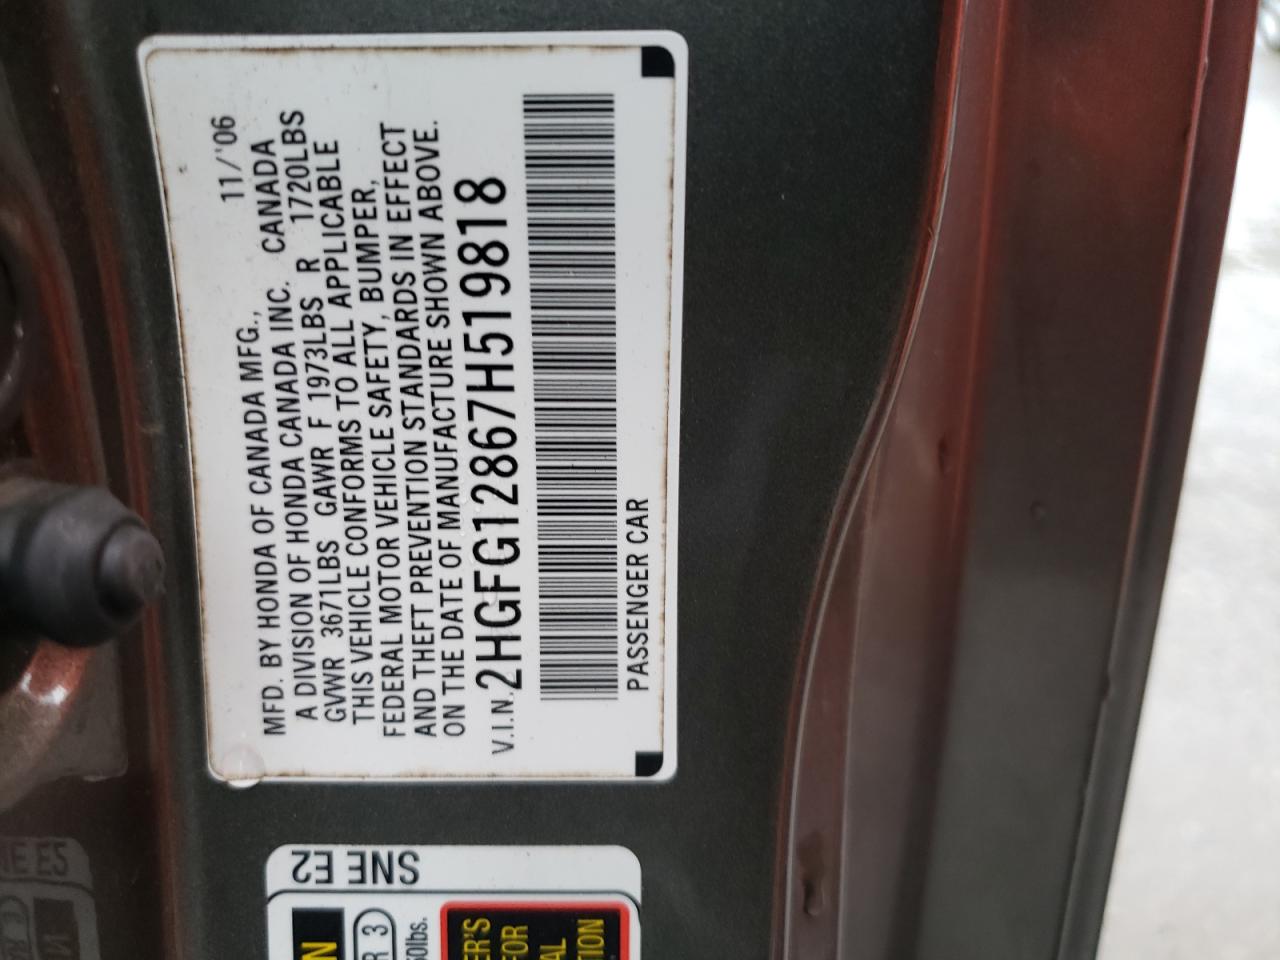 11/'06
MFD. BY HONDA OF CANADA MFG.,
A DIVISION OF HONDA CANADA INC. CANADA
GVWR 3671LBS GAWR F 1973LBS R 1720LBS
THIS VEHICLE CONFORMS TO ALL APPLICABLE
FEDERAL MOTOR VEHICLE SAFETY, BUMPER,
AND THEFT PREVENTION STANDARDS IN EFFECT
ON THE DATE OF MANUFACTURE SHOWN ABOVE.
V.I.N. 2HGFG12867H519818
PASSENGER CAR
SNE E2
R 3